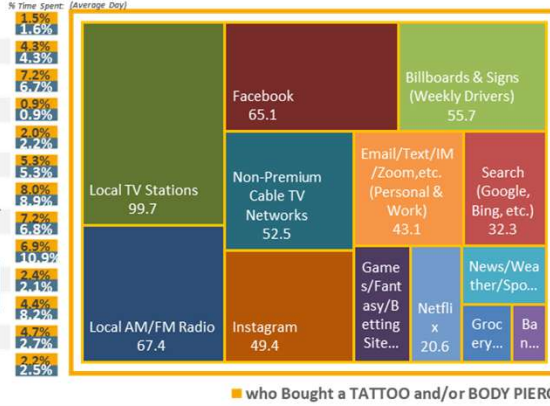 % Time Spent: (Average Day)
1.5%
1.6%
4.3%
4.3%
7.2%
6.7%
0.9%
0.9%
2.0%
2.2%
5.3%
5.3%
8.0%
8.9%
7.2%
6.8%
6.9%
10.9%
2.4%
2.1%
4.4%
8.2%
4.7%
2.7%
2.2%
2.5%
Local TV Stations
99.7
Local AM/FM Radio
67.4
Facebook
65.1
Billboards & Signs
(Weekly Drivers)
55.7
Non-Premium
Cable TV
Networks
52.5
Email/Text/IM
/Zoom,etc.
(Personal &
Work)
43.1
Search
(Google,
Bing, etc.)
32.3
Instagram
49.4
Game
s/Fant
asy/B
etting
Site...
Netfli
x
20.6
News/Wea
ther/Spo...
Groc
ery...
Ba
n...
who Bought a TATTOO and/or BODY PIERC